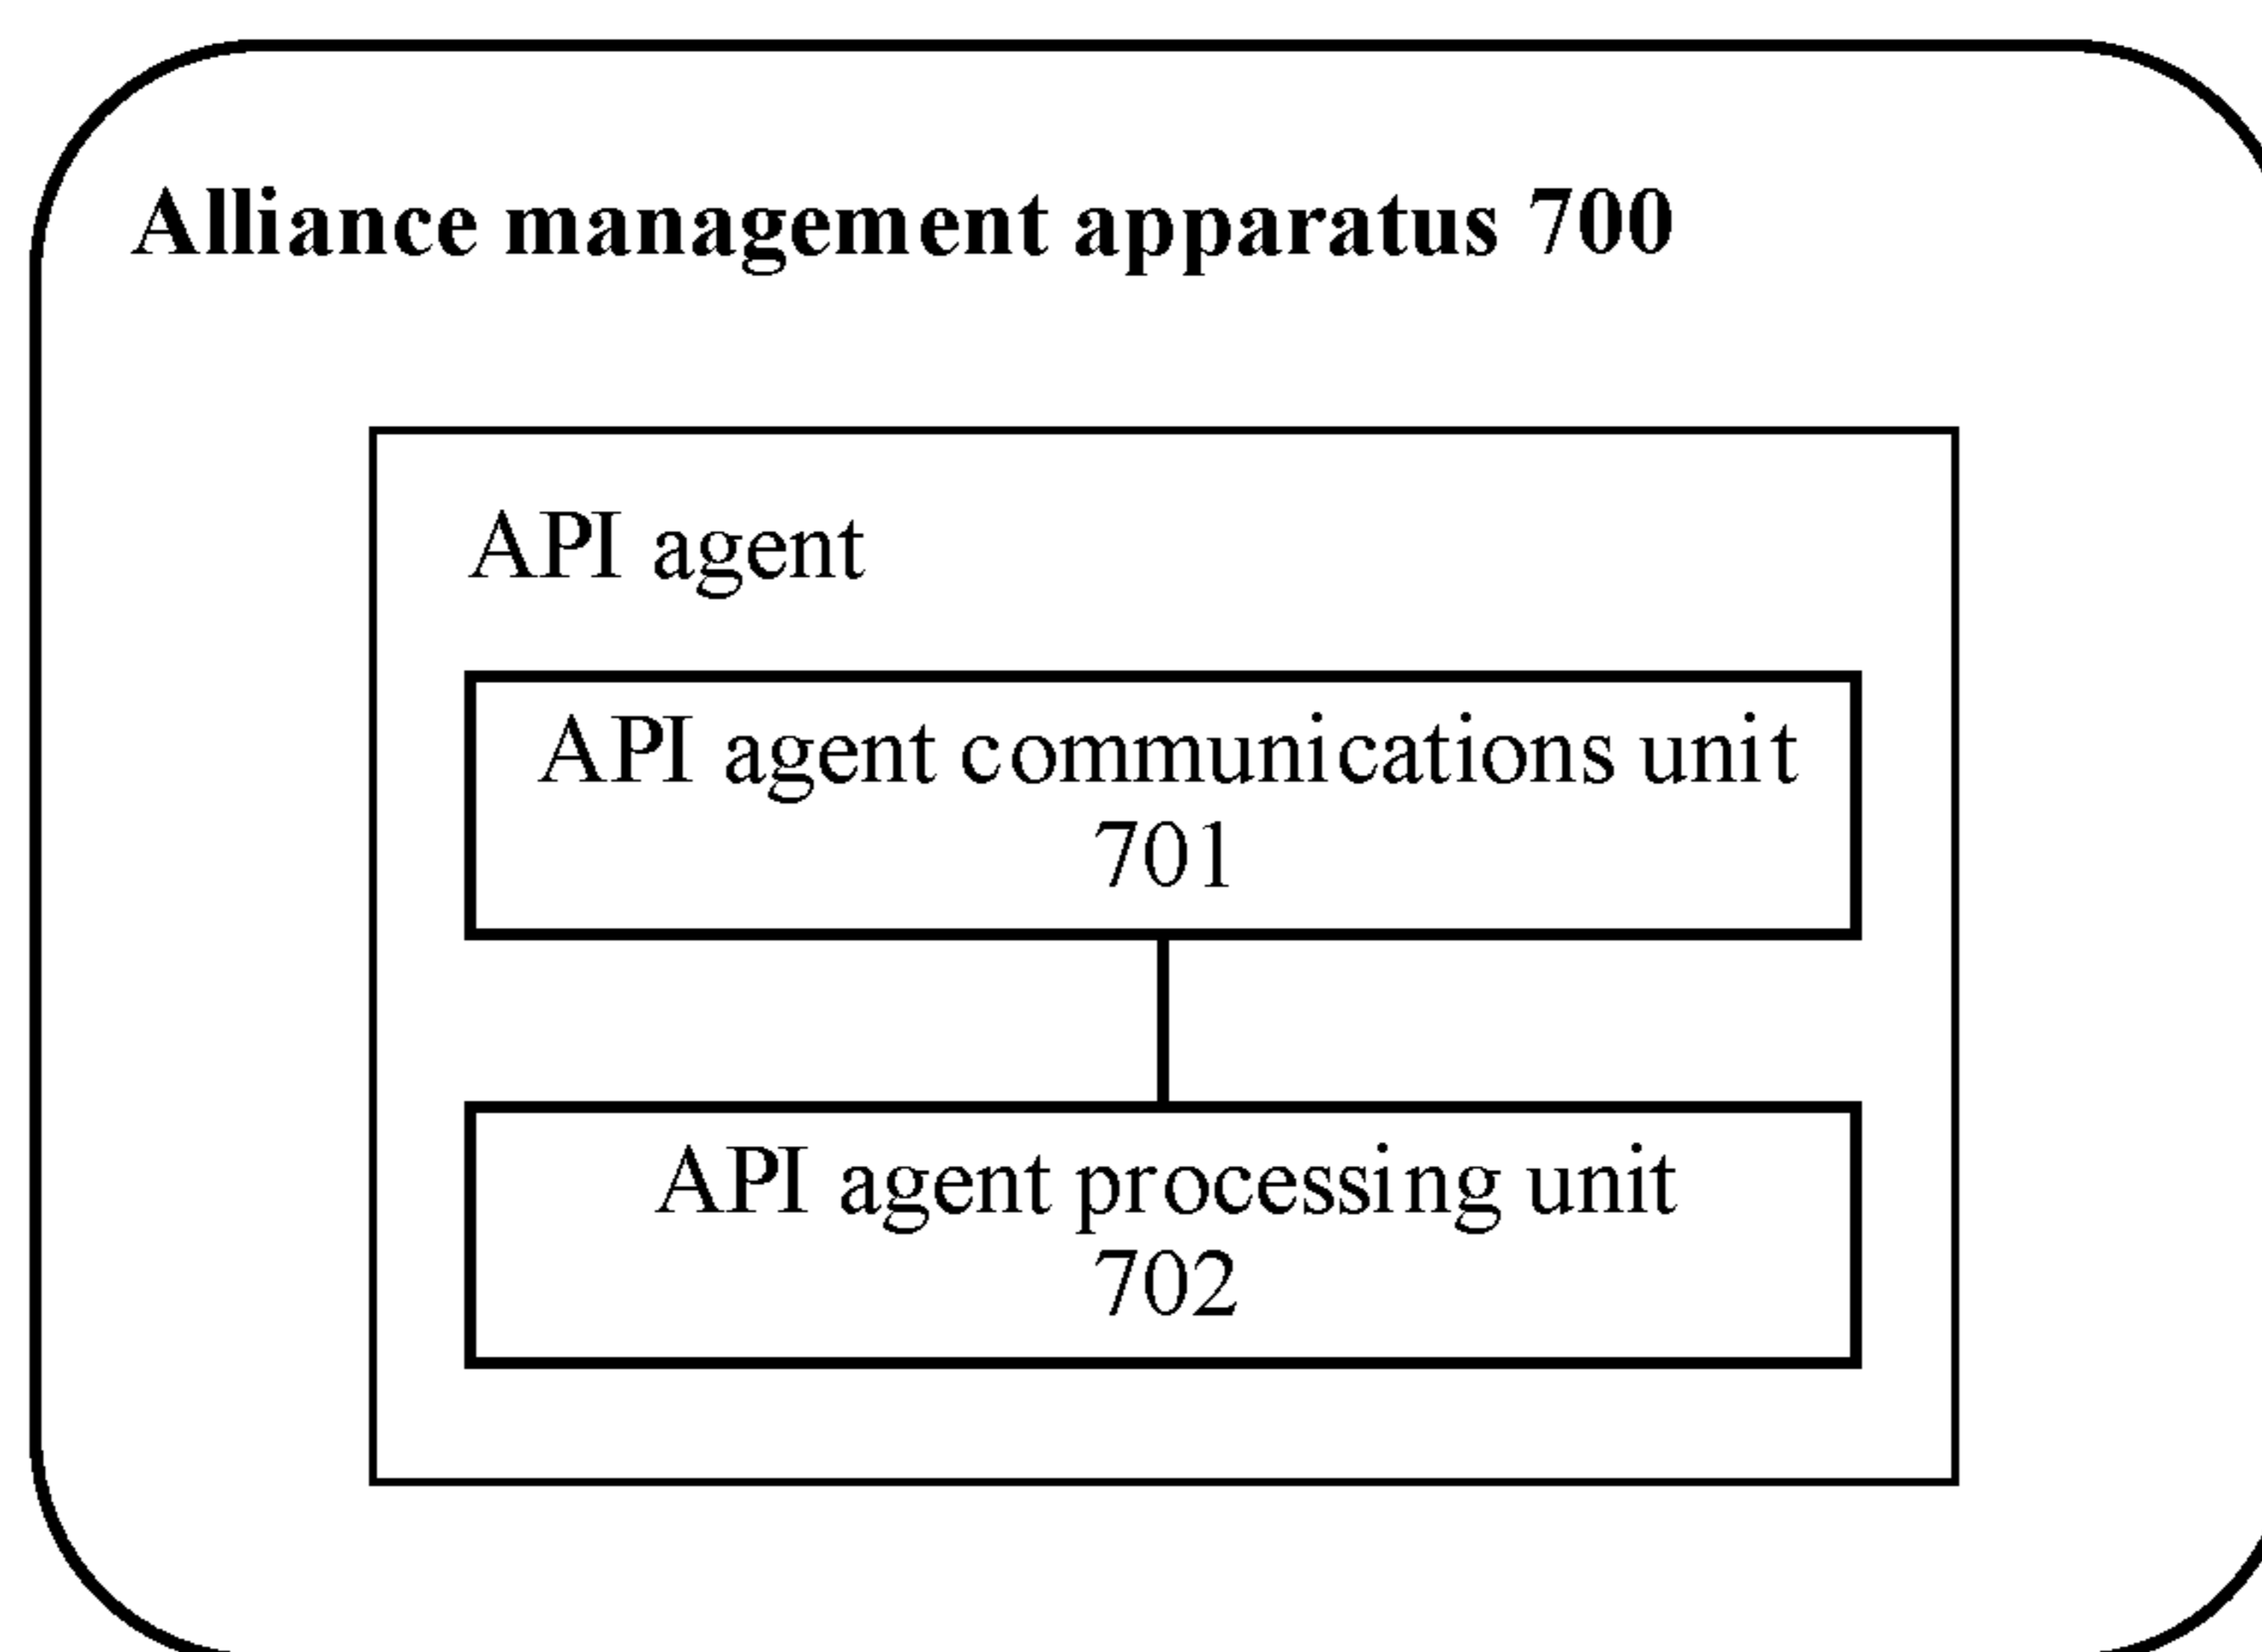 Alliance management apparatus 700
API agent
API agent communications unit
701
API agent processing unit
702